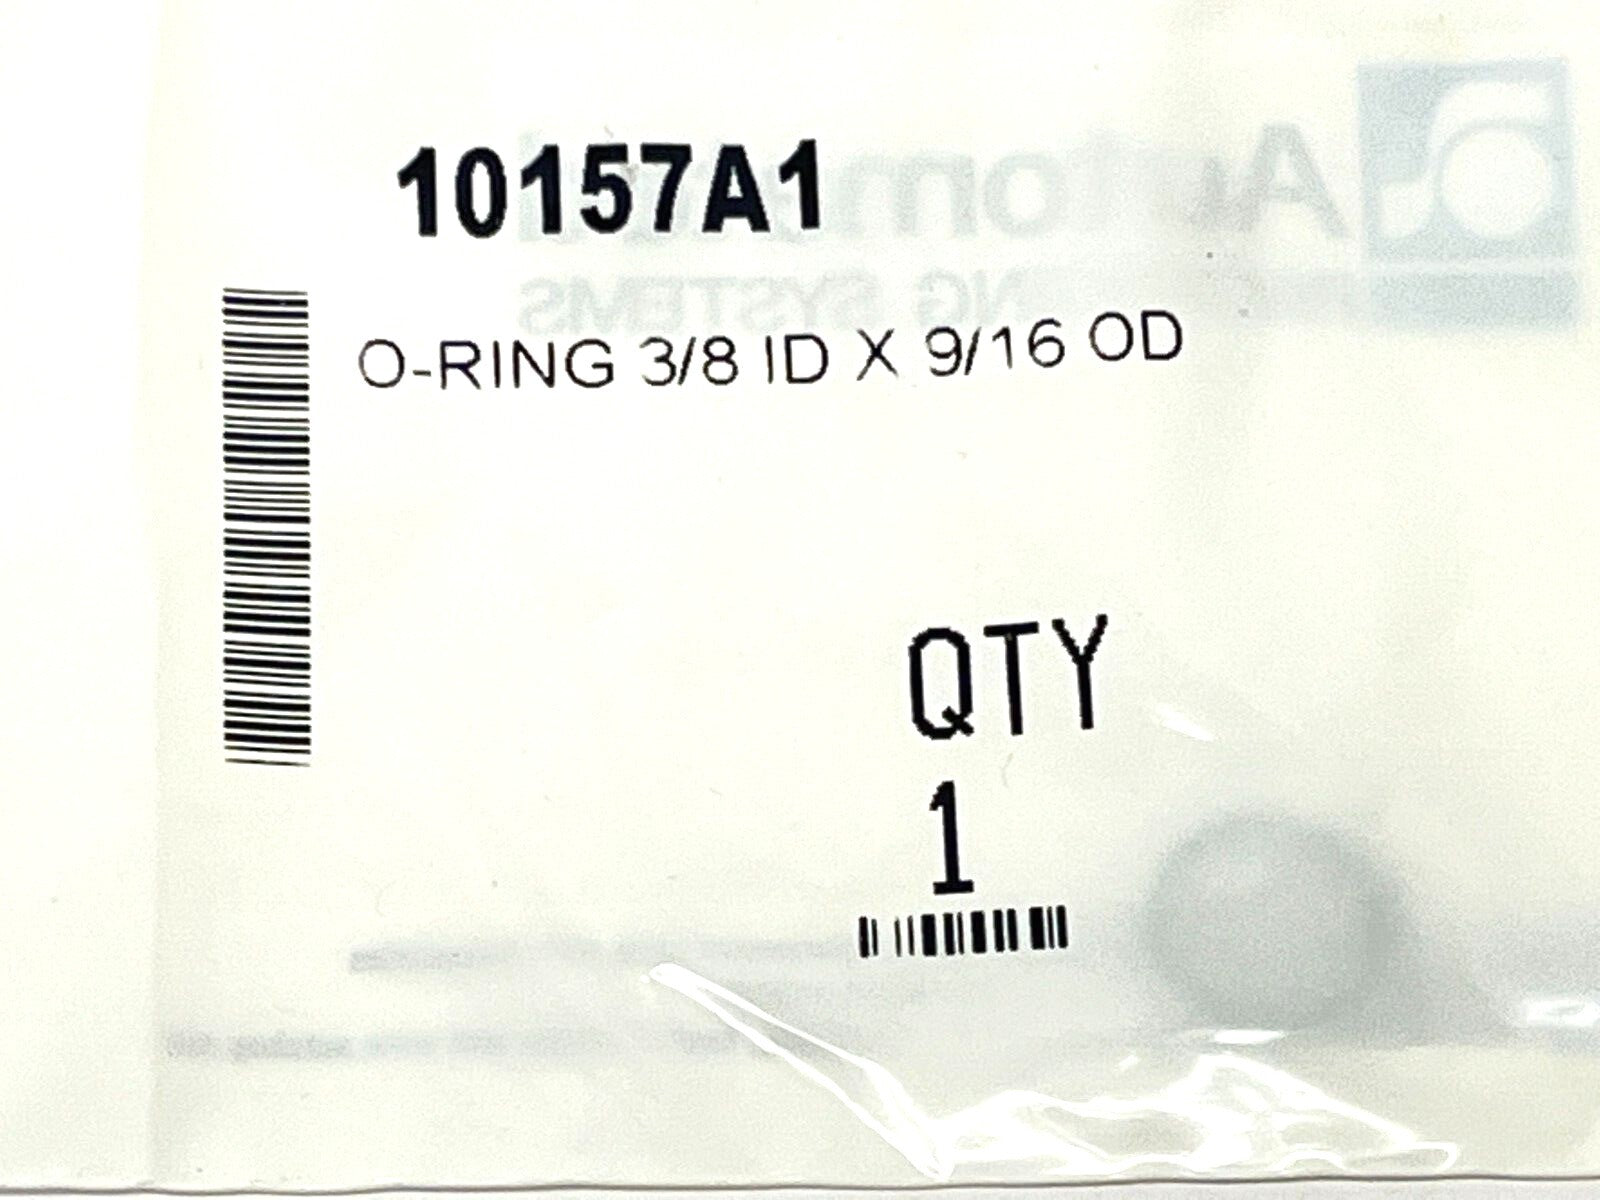 10157A1
O-RING 3/8 ID X 9/16 OD
QTY
1